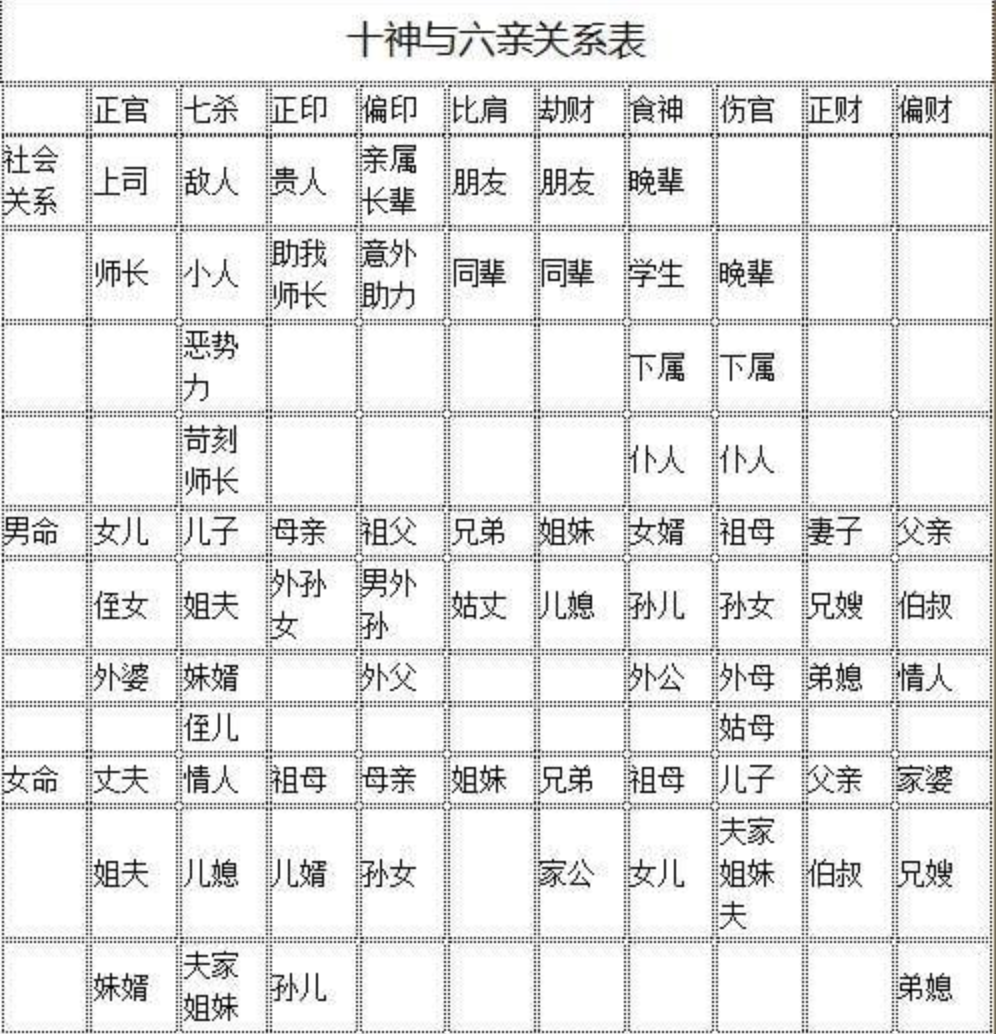 十神与六亲关系表
正官 七杀 正印 偏印 比肩 劫财 食神 伤官 正财 偏财
社会关系 上司 敌人 贵人 亲属长辈 朋友 朋友 晚辈
师长 小人 助我师长 意外助力 同辈 同辈 学生 晚辈
恶势力 下属 下属
苛刻师长 仆人 仆人
男命 女儿 儿子 母亲 祖父 兄弟 姐妹 女婿 祖母 妻子 父亲
侄女 姐夫 外孙女 男外孙 姑丈 儿媳 孙儿 孙女 兄嫂 伯叔
外婆 妹婿 外父 外公 外母 弟媳 情人
侄儿 姑母
女命 丈夫 情人 祖母 母亲 姐妹 兄弟 祖母 儿子 父亲 家婆
姐夫 儿媳 儿婿 孙女 家公 女儿 夫家姐妹夫 伯叔 兄嫂
妹婿 夫家姐妹 孙儿 弟媳